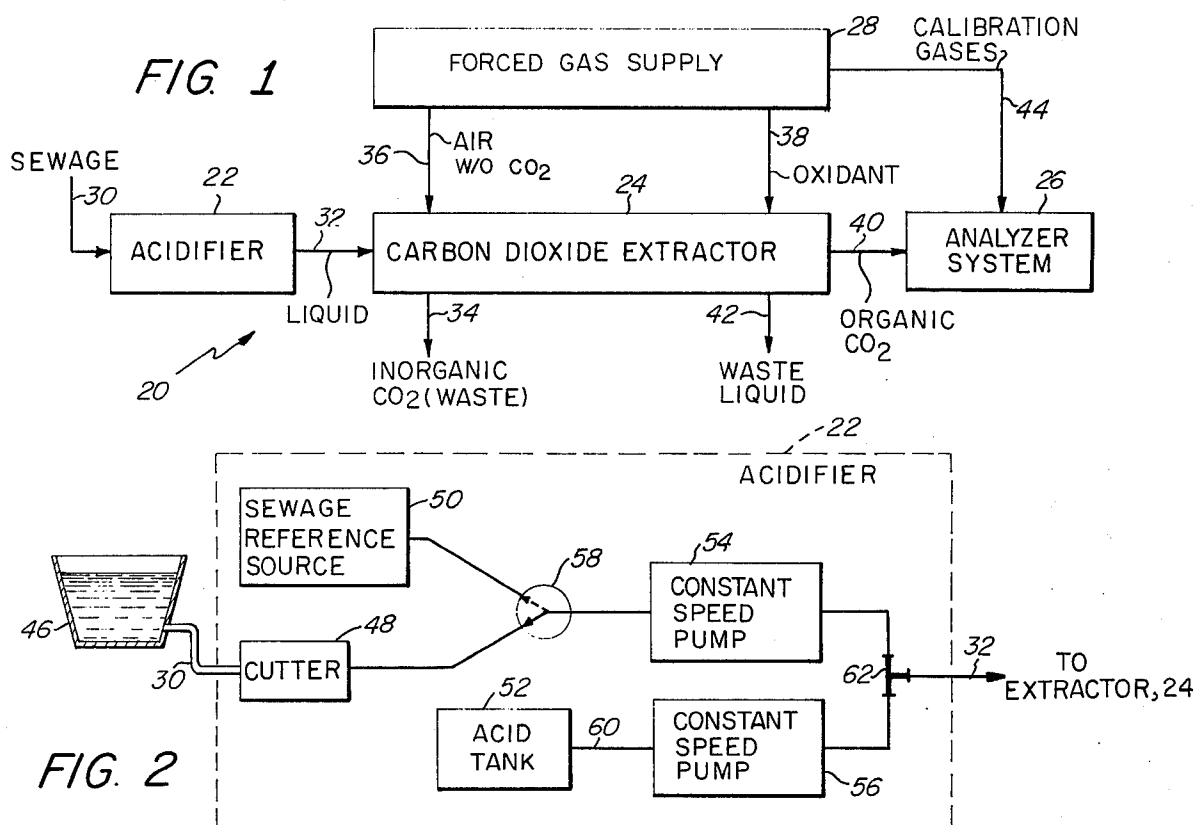 FIG. 1
28
FORCED GAS SUPPLY
CALIBRATION
GASES
44
36
AIR
W/O CO2
38
OXIDANT
SEWAGE
30
22
ACIDIFIER
32
LIQUID
24
CARBON DIOXIDE EXTRACTOR
40
ORGANIC
CO2
26
ANALYZER
SYSTEM
20
34
INORGANIC
CO2 (WASTE)
42
WASTE
LIQUID
22
ACIDIFIER
SEWAGE
REFERENCE
SOURCE
50
58
54
CONSTANT
SPEED
PUMP
46
30
48
CUTTER
62
32
TO
EXTRACTOR, 24
52
ACID
TANK
60
CONSTANT
SPEED
PUMP
56
FIG. 2